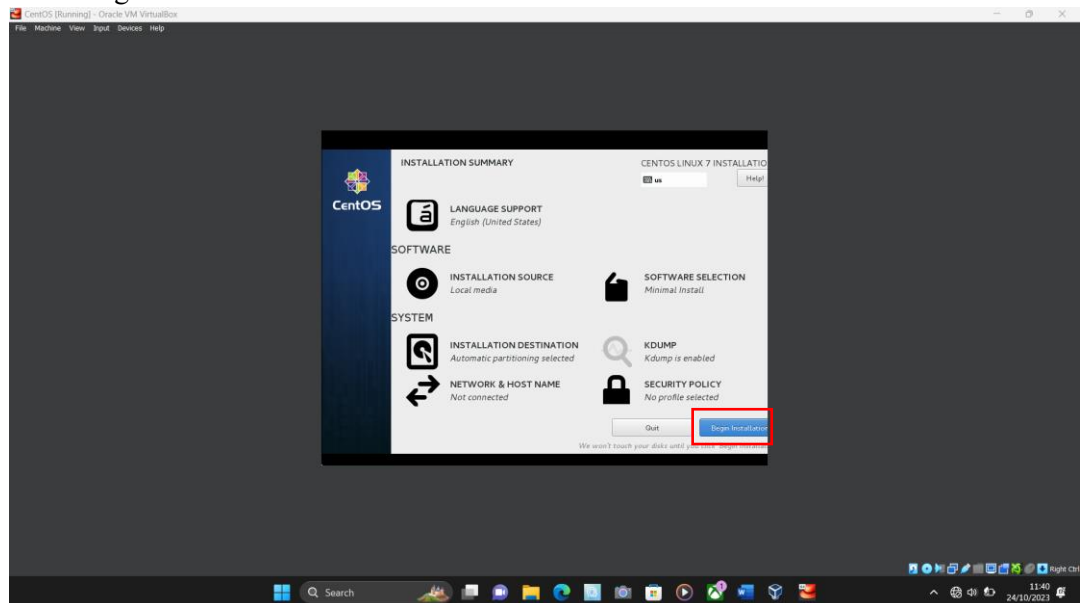 CentOS [Running] - Oracle VM VirtualBox
File Machine View Input Devices Help
INSTALLATION SUMMARY
CENTOS LINUX 7 INSTALLATIO
us
Help!
CentOS
LANGUAGE SUPPORT
English (United States)
SOFTWARE
INSTALLATION SOURCE
Local media
SOFTWARE SELECTION
Minimal Install
SYSTEM
INSTALLATION DESTINATION
Automatic partitioning selected
KDUMP
Kdump is enabled
NETWORK & HOST NAME
Not connected
SECURITY POLICY
No profile selected
Quit
Begin Installation
We won't touch your disks until you click 'Begin Installa
Right Ctrl
Search
11:40
24/10/2023